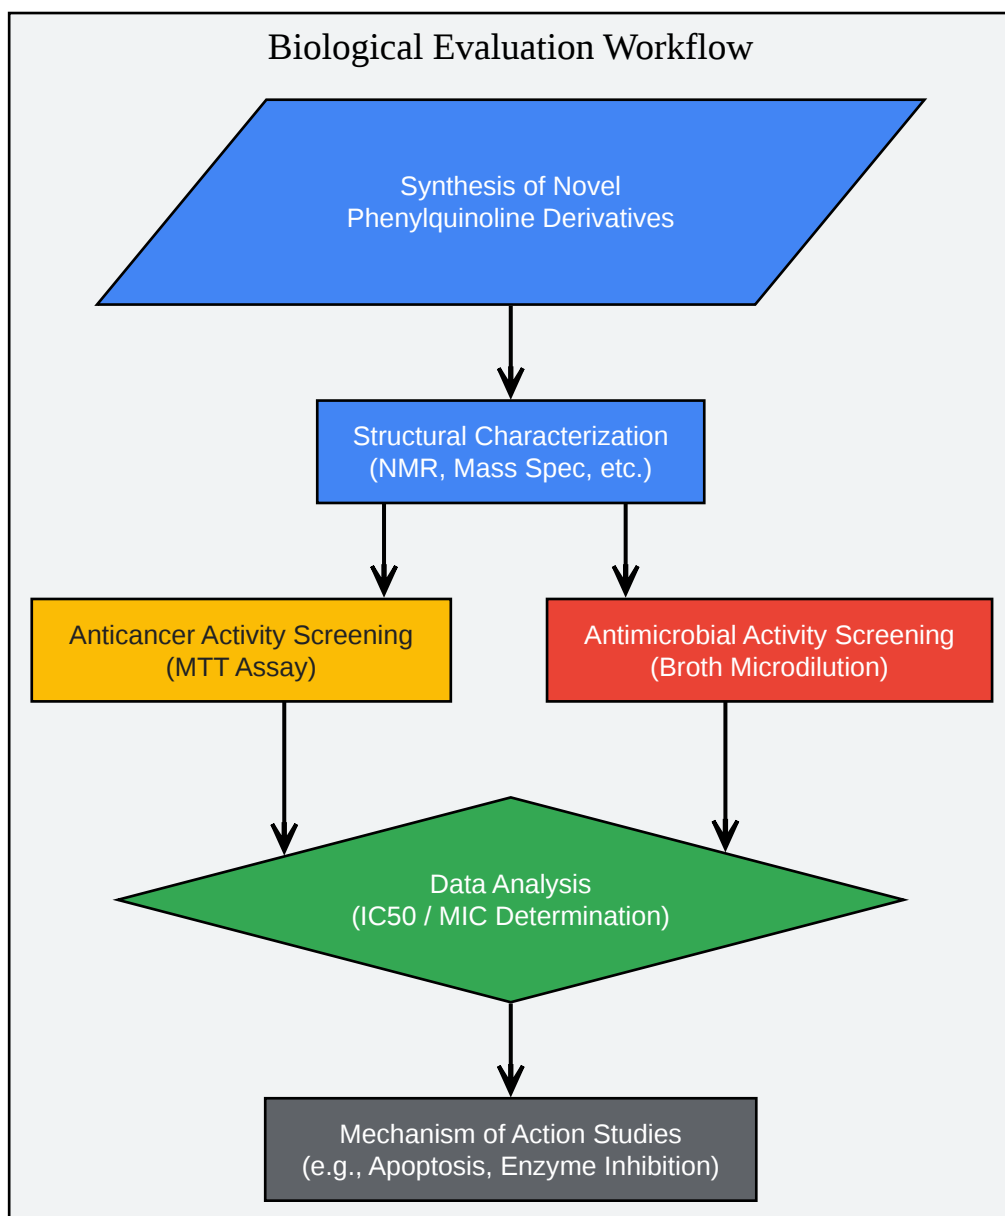 Biological Evaluation Workflow
Synthesis of Novel
Phenylquinoline Derivatives
Structural Characterization
(NMR, Mass Spec, etc.)
Anticancer Activity Screening
(MTT Assay)
Antimicrobial Activity Screening
(Broth Microdilution)
Data Analysis
(IC50 / MIC Determination)
Mechanism of Action Studies
(e.g., Apoptosis, Enzyme Inhibition)